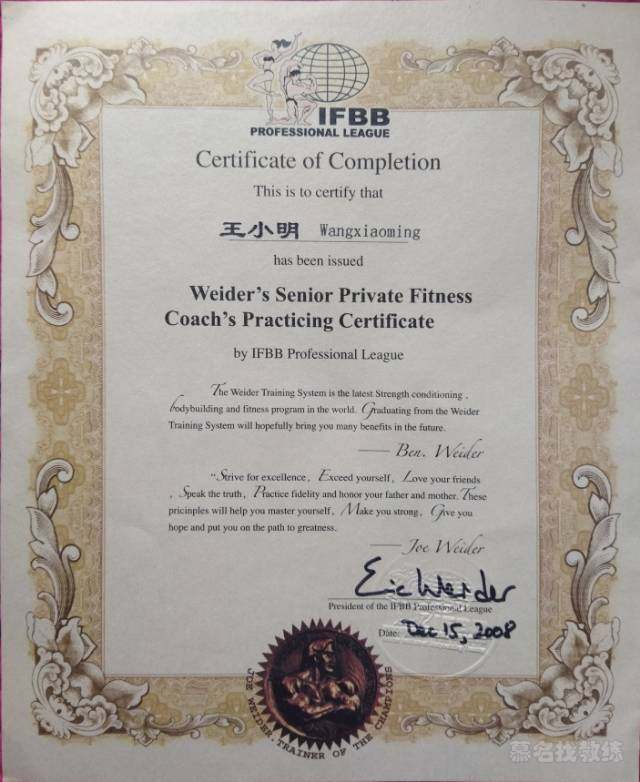 IFBB
PROFESSIONAL LEAGUE
Certificate of Completion
This is to certify that
王小明 Wangxiaoming
has been issued
Weider's Senior Private Fitness
Coach's Practicing Certificate
by IFBB Professional League
The Weider Training System is the latest Strength conditioning ,
bodybuilding and fitness program in the world. Graduating from the Weider
Training System will hopefully bring you many benefits in the future.
—— Ben. Weider
“Strive for excellence, Exceed yourself, Love your friends
, Speak the truth, Practice fidelity and honor your father and mother. These
pricinples will help you master yourself, Make you strong, Give you
hope and put you on the path to greatness.
—— Joe Weider
Eric Weider
President of the IFBB Professional League
Date: Dec 15, 2008
JOE WEIDER, TRAINER OF THE CHAMPIONS
慕名找教练